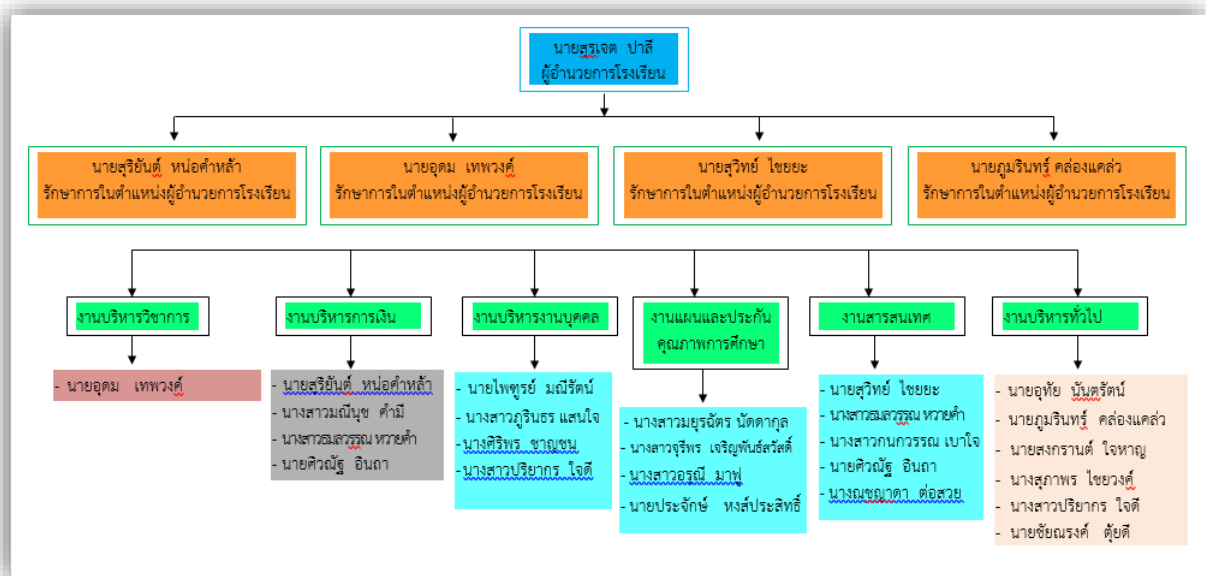 นายสุรเจต ปาลี
ผู้อำนวยการโรงเรียน
นายสุริยันต์ หน่อคำหล้า
รักษาการในตำแหน่งผู้อำนวยการโรงเรียน
นายอุดม เทพวงศ์
รักษาการในตำแหน่งผู้อำนวยการโรงเรียน
นายสุวิทย์ ไชยยะ
รักษาการในตำแหน่งผู้อำนวยการโรงเรียน
นายภูมรินทร์ คล่องแคล่ว
รักษาการในตำแหน่งผู้อำนวยการโรงเรียน
งานบริหารวิชาการ
- นายอุดม เทพวงค์
งานบริหารการเงิน
- นายสุริยันต์ หน่อคำหล้า
- นางสาวมณีนุช คำมี
- นางสาวธมลวรรณ หวายคำ
- นายศิวณัฐ อินถา
งานบริหารงานบุคคล
- นายไพฑูรย์ มณีรัตน์
- นางสาวภูรินธร แสนใจ
- นางศิริพร ชาญชน
- นางสาวปริยากร ใจดี
งานแผนและประกัน
คุณภาพการศึกษา
- นางสาวมยุรฉัตร นัดดากุล
- นางสาวจุรีพร เจริญพันธ์สวัสดิ์
- นางสาวอรุณี มาฟู
- นายประจักษ์ หงส์ประสิทธิ์
งานสารสนเทศ
- นายสุวิทย์ ไชยยะ
- นางสาวธมลวรรณ หวายคำ
- นางสาวกนกวรรณ เบาใจ
- นายศิวณัฐ อินถา
- นางณชญาดา ต่อสวย
งานบริหารทั่วไป
- นายอุทัย นันตรัตน์
- นายภูมรินทร์ คล่องแคล่ว
- นายสงกรานต์ ใจหาญ
- นางสุภาพร ไชยวงค์
- นางสาวปริยากร ใจดี
- นายชัยณรงค์ ตุ้ยดี